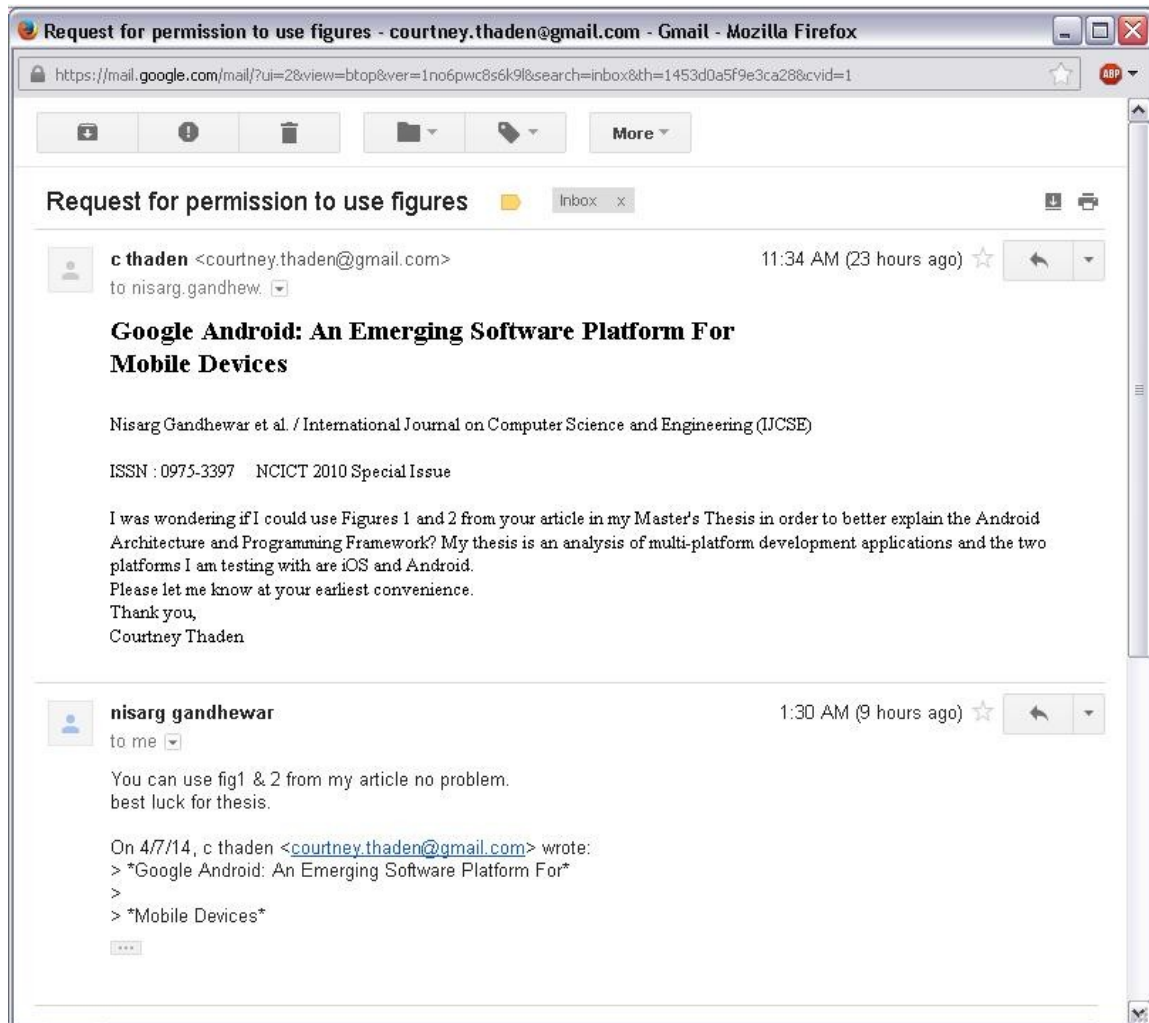 Request for permission to use figures - courtney.thaden@gmail.com - Gmail - Mozilla Firefox
https://mail.google.com/mail/?ui=2&view=btop&ver=1no6pwc8s6k9l&search=inbox&th=1453d0a5f9e3ca28&cvid=1
ABP
More
Request for permission to use figures Inbox x
c thaden <courtney.thaden@gmail.com> 11:34 AM (23 hours ago)
to nisarg.gandhew.
Google Android: An Emerging Software Platform For
Mobile Devices
Nisarg Gandhewar et al. / International Journal on Computer Science and Engineering (IJCSE)
ISSN : 0975-3397 NCICT 2010 Special Issue
I was wondering if I could use Figures 1 and 2 from your article in my Master's Thesis in order to better explain the Android
Architecture and Programming Framework? My thesis is an analysis of multi-platform development applications and the two
platforms I am testing with are iOS and Android.
Please let me know at your earliest convenience.
Thank you,
Courtney Thaden
nisarg gandhewar 1:30 AM (9 hours ago)
to me
You can use fig1 & 2 from my article no problem.
best luck for thesis.
On 4/7/14, c thaden <courtney.thaden@gmail.com> wrote:
> *Google Android: An Emerging Software Platform For*
>
> *Mobile Devices*